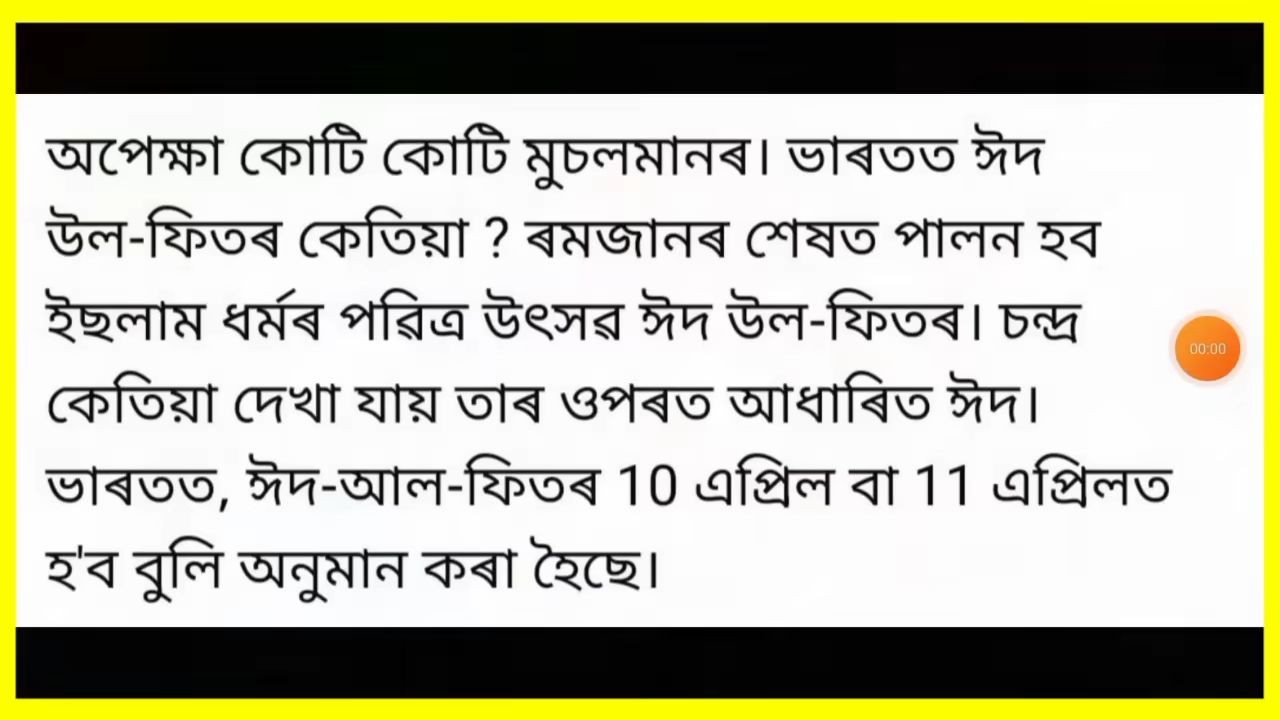 অপেক্ষা কোটি কোটি মুচলমানৰ। ভাৰতত ঈদ
উল-ফিতৰ কেতিয়া ? ৰমজানৰ শেষত পালন হব
ইছলাম ধৰ্মৰ পৱিত্ৰ উৎসৱ ঈদ উল-ফিতৰ। চন্দ্ৰ
কেতিয়া দেখা যায় তাৰ ওপৰত আধাৰিত ঈদ।
ভাৰতত, ঈদ-আল-ফিতৰ 10 এপ্ৰিল বা 11 এপ্ৰিলত
হ'ব বুলি অনুমান কৰা হৈছে।
00:00